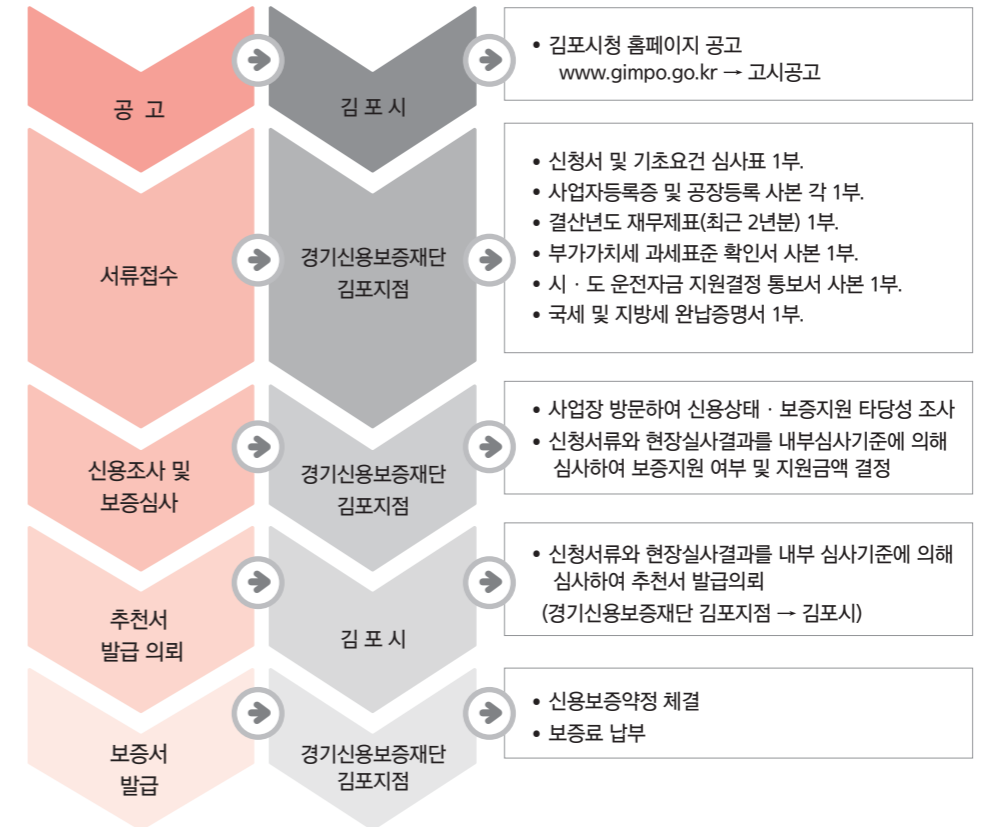 공 고
김 포 시
• 김포시청 홈페이지 공고
www.gimpo.go.kr → 고시공고
서류접수
경기신용보증재단
김포지점
• 신청서 및 기초요건 심사표 1부.
• 사업자등록증 및 공장등록 사본 각 1부.
• 결산년도 재무제표(최근 2년분) 1부.
• 부가가치세 과세표준 확인서 사본 1부.
• 시 · 도 운전자금 지원결정 통보서 사본 1부.
• 국세 및 지방세 완납증명서 1부.
신용조사 및
보증심사
경기신용보증재단
김포지점
• 사업장 방문하여 신용상태 · 보증지원 타당성 조사
• 신청서류와 현장실사결과를 내부심사기준에 의해
심사하여 보증지원 여부 및 지원금액 결정
추천서
발급 의뢰
김 포 시
• 신청서류와 현장실사결과를 내부 심사기준에 의해
심사하여 추천서 발급의뢰
(경기신용보증재단 김포지점 → 김포시)
보증서
발급
경기신용보증재단
김포지점
• 신용보증약정 체결
• 보증료 납부